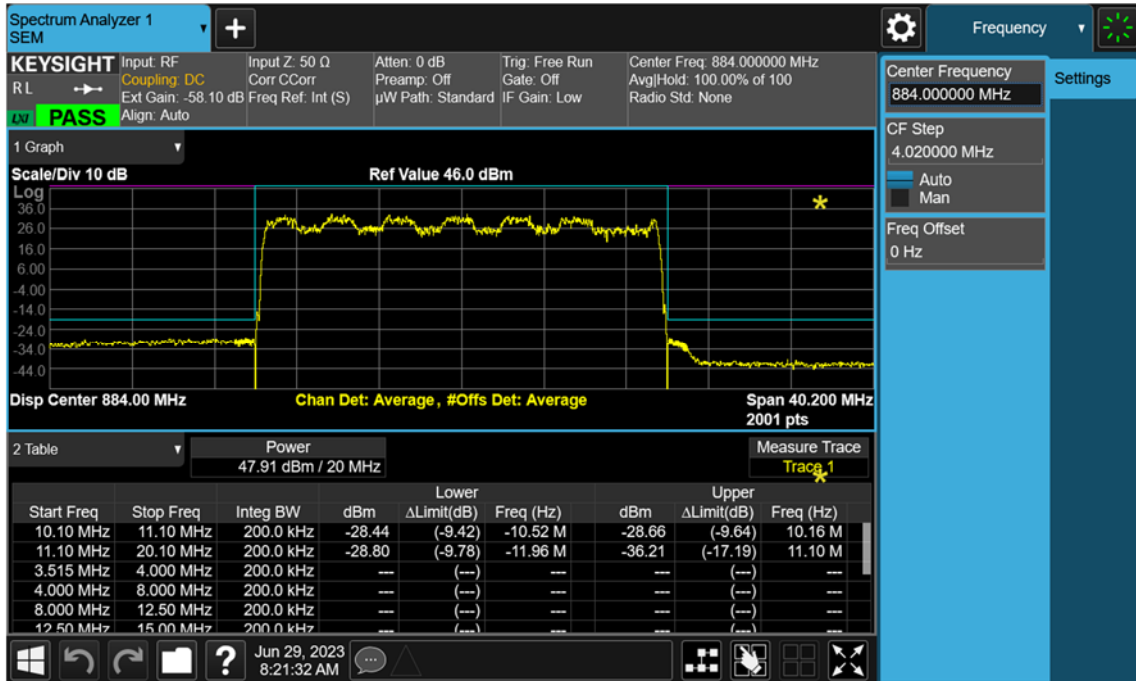 Spectrum Analyzer 1
SEM
Frequency
KEYSIGHT
R L
LXI
PASS
Input: RF
Coupling: DC
Ext Gain: -58.10 dB
Align: Auto
Input Z: 50 Ω
Corr CCorr
Freq Ref: Int (S)
Atten: 0 dB
Preamp: Off
µW Path: Standard
Trig: Free Run
Gate: Off
IF Gain: Low
Center Freq: 884.000000 MHz
Avg|Hold: 100.00% of 100
Radio Std: None
Center Frequency
884.000000 MHz
Settings
CF Step
4.020000 MHz
Auto
Man
Freq Offset
0 Hz
1 Graph
Scale/Div 10 dB
Ref Value 46.0 dBm
Log
36.0
26.0
16.0
6.00
-4.00
-14.0
-24.0
-34.0
-44.0
Disp Center 884.00 MHz
Chan Det: Average, #Offs Det: Average
Span 40.200 MHz
2001 pts
2 Table
Power
47.91 dBm / 20 MHz
Measure Trace
Trace 1
Lower Upper
Start Freq Stop Freq Integ BW dBm ΔLimit(dB) Freq (Hz) dBm ΔLimit(dB) Freq (Hz)
10.10 MHz 11.10 MHz 200.0 kHz -28.44 (-9.42) -10.52 M -28.66 (-9.64) 10.16 M
11.10 MHz 20.10 MHz 200.0 kHz -28.80 (-9.78) -11.96 M -36.21 (-17.19) 11.10 M
3.515 MHz 4.000 MHz 200.0 kHz --- (---) --- --- (---) ---
4.000 MHz 8.000 MHz 200.0 kHz --- (---) --- --- (---) ---
8.000 MHz 12.50 MHz 200.0 kHz --- (---) --- --- (---) ---
12.50 MHz 15.00 MHz 200.0 kHz --- (---) --- --- (---) ---
Jun 29, 2023
8:21:32 AM